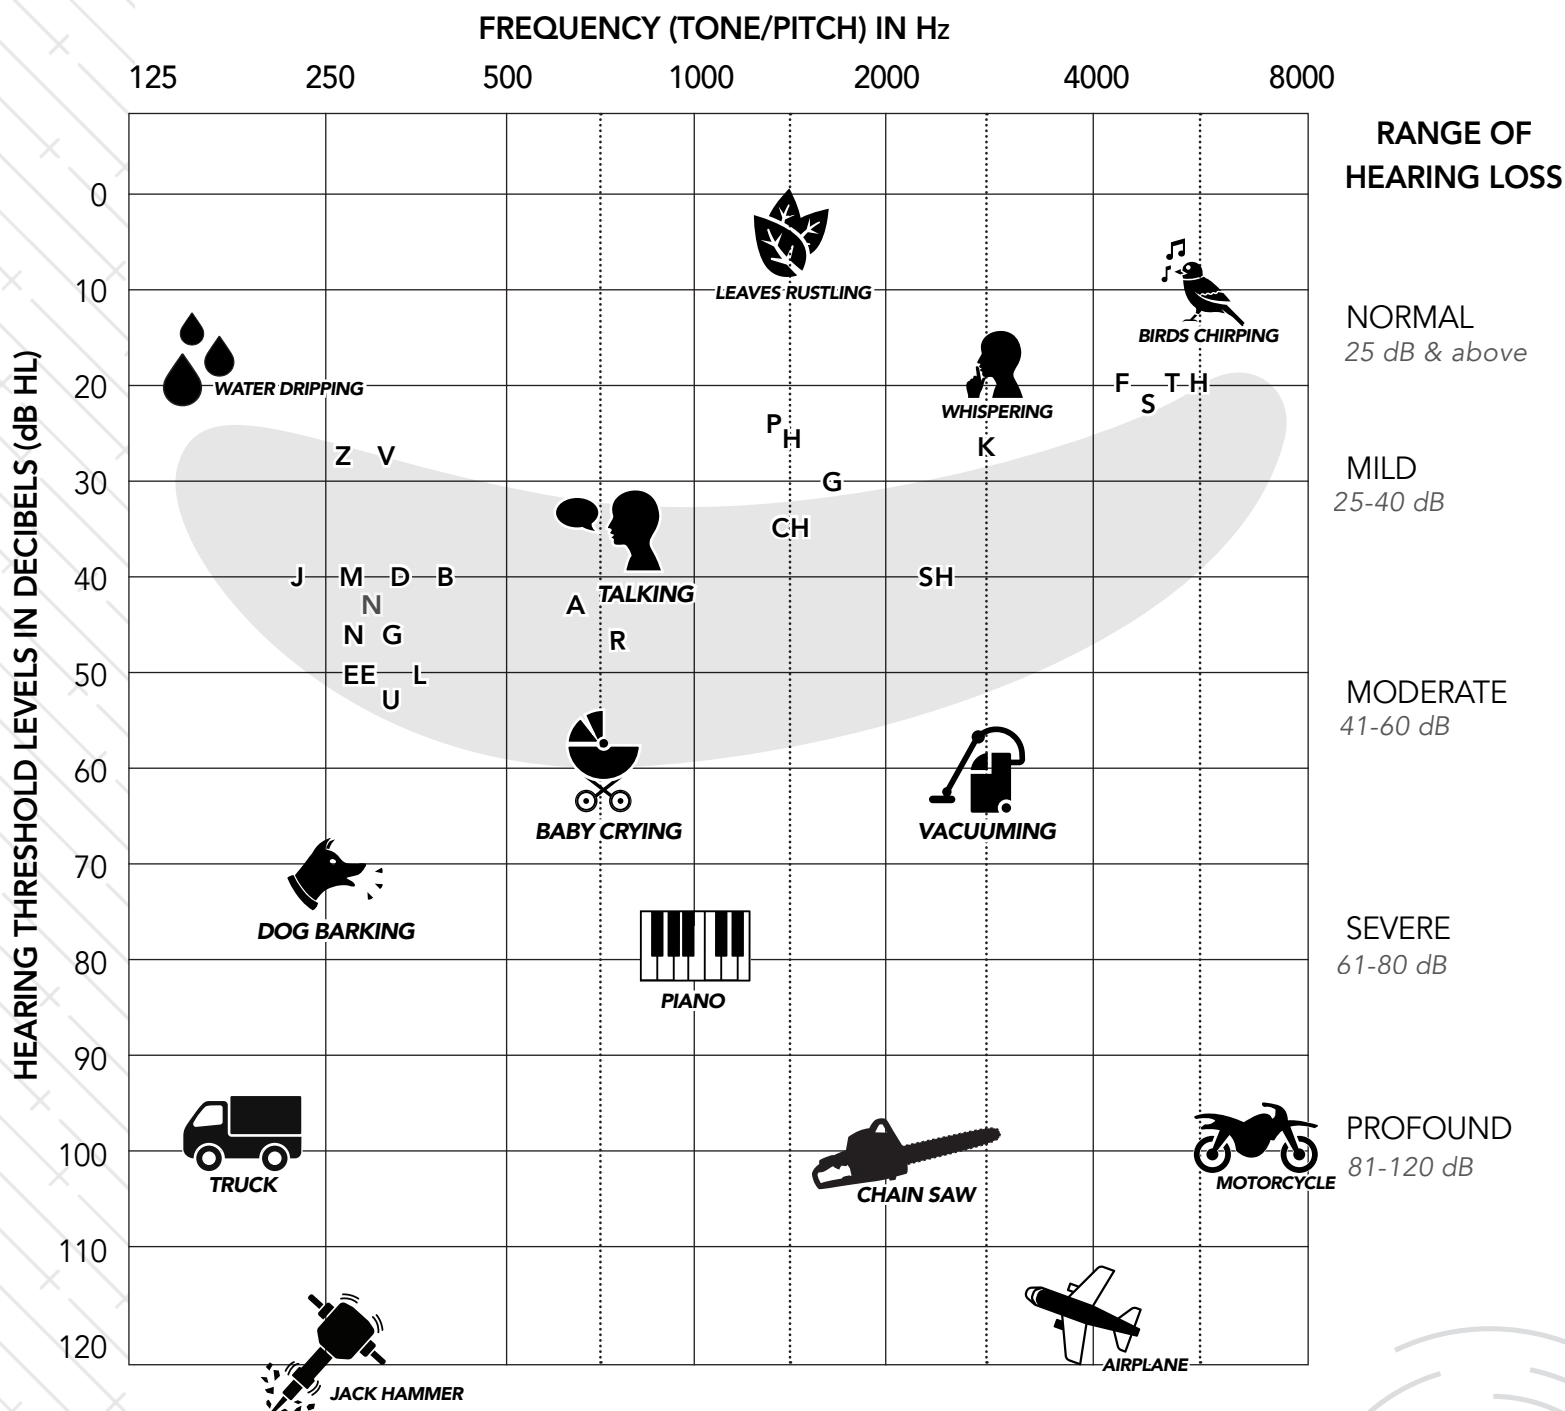 FREQUENCY (TONE/PITCH) IN Hz
125 250 500 1000 2000 4000 8000
RANGE OF
HEARING LOSS
HEARING THRESHOLD LEVELS IN DECIBELS (dB HL)
0
10
LEAVES RUSTLING
NORMAL
BIRDS CHIRPING
25 dB & above
20
WATER DRIPPING
F T H
S
WHISPERING
P
H
K
Z V
MILD
25-40 dB
30
G
CH
40
J M D B
SH
TALKING
N
A
N G
R
50
EE L
U
MODERATE
41-60 dB
60
BABY CRYING
VACUUMING
70
DOG BARKING
SEVERE
61-80 dB
80
PIANO
90
PROFOUND
81-120 dB
100
TRUCK
MOTORCYCLE
CHAIN SAW
110
120
AIRPLANE
JACK HAMMER